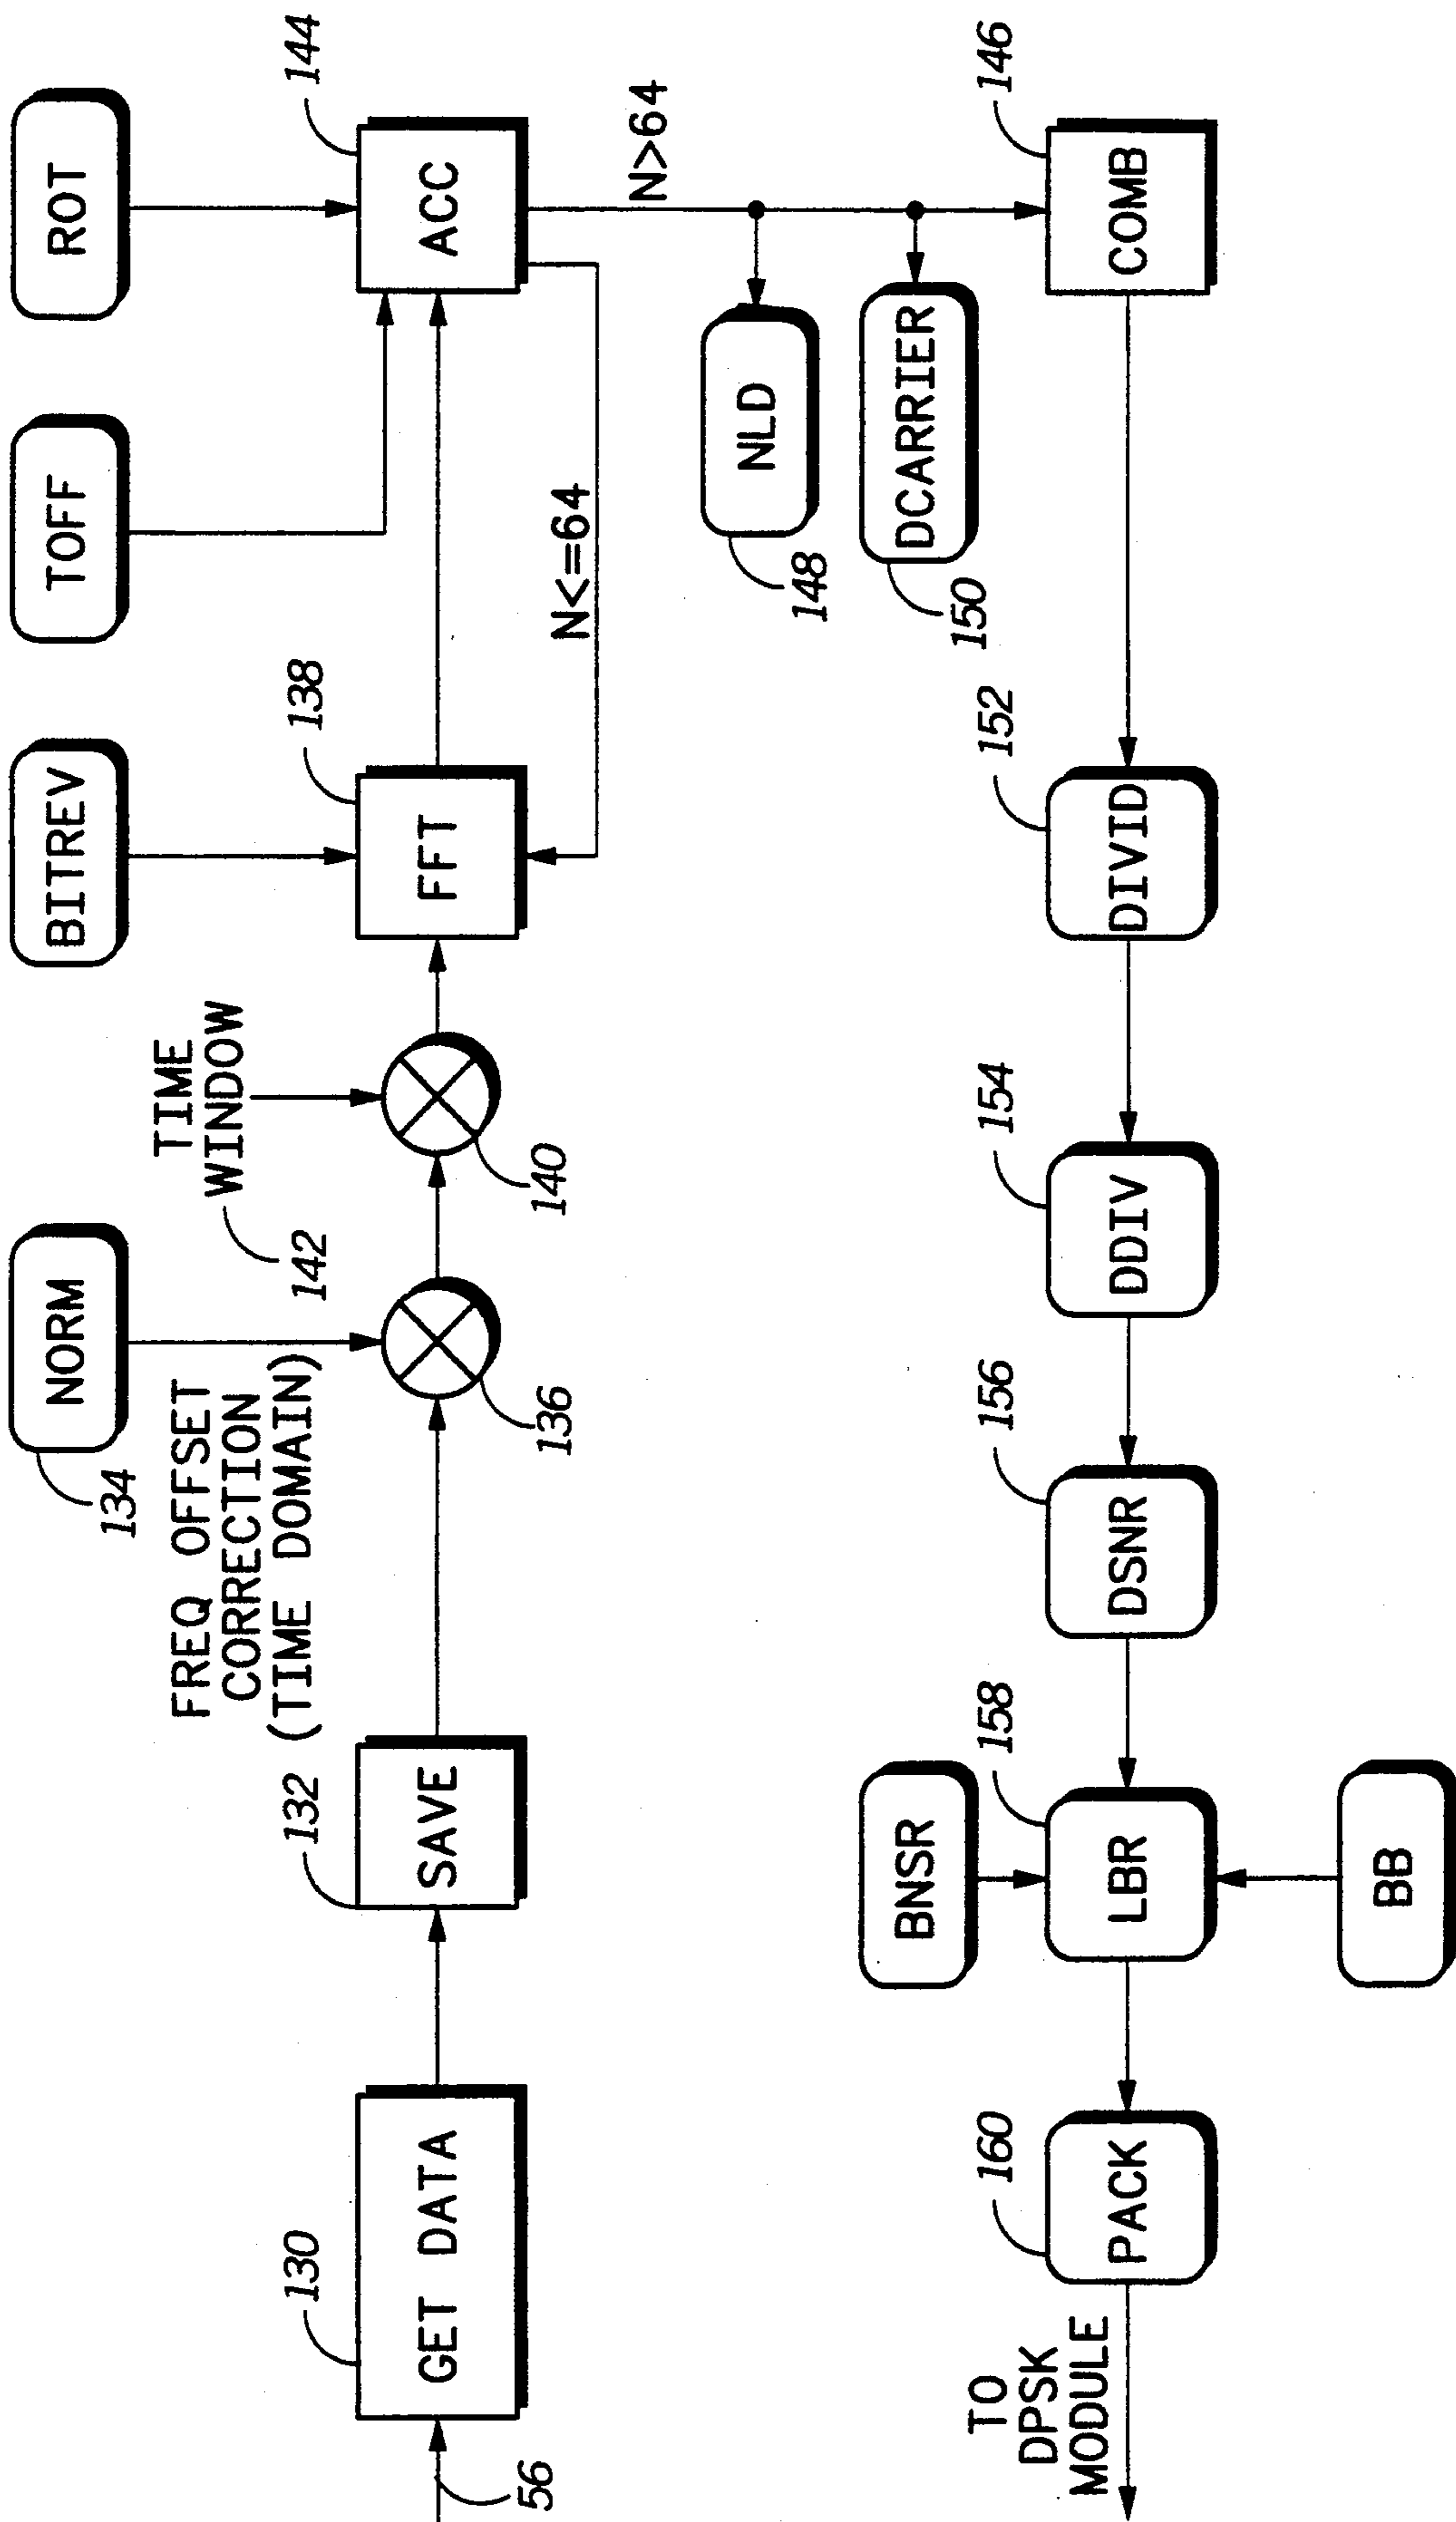 56
130
GET DATA
132
SAVE
FREQ OFFSET
CORRECTION
(TIME DOMAIN)
134
NORM
136
142
TIME
WINDOW
140
BITREV
138
FFT
TOFF
ROT
144
ACC
N<=64
N>64
NLD
148
DCARRIER
150
146
COMB
152
DIVID
154
DDIV
156
DSNR
158
LBR
BNSR
BB
160
PACK
TO
DPSK
MODULE